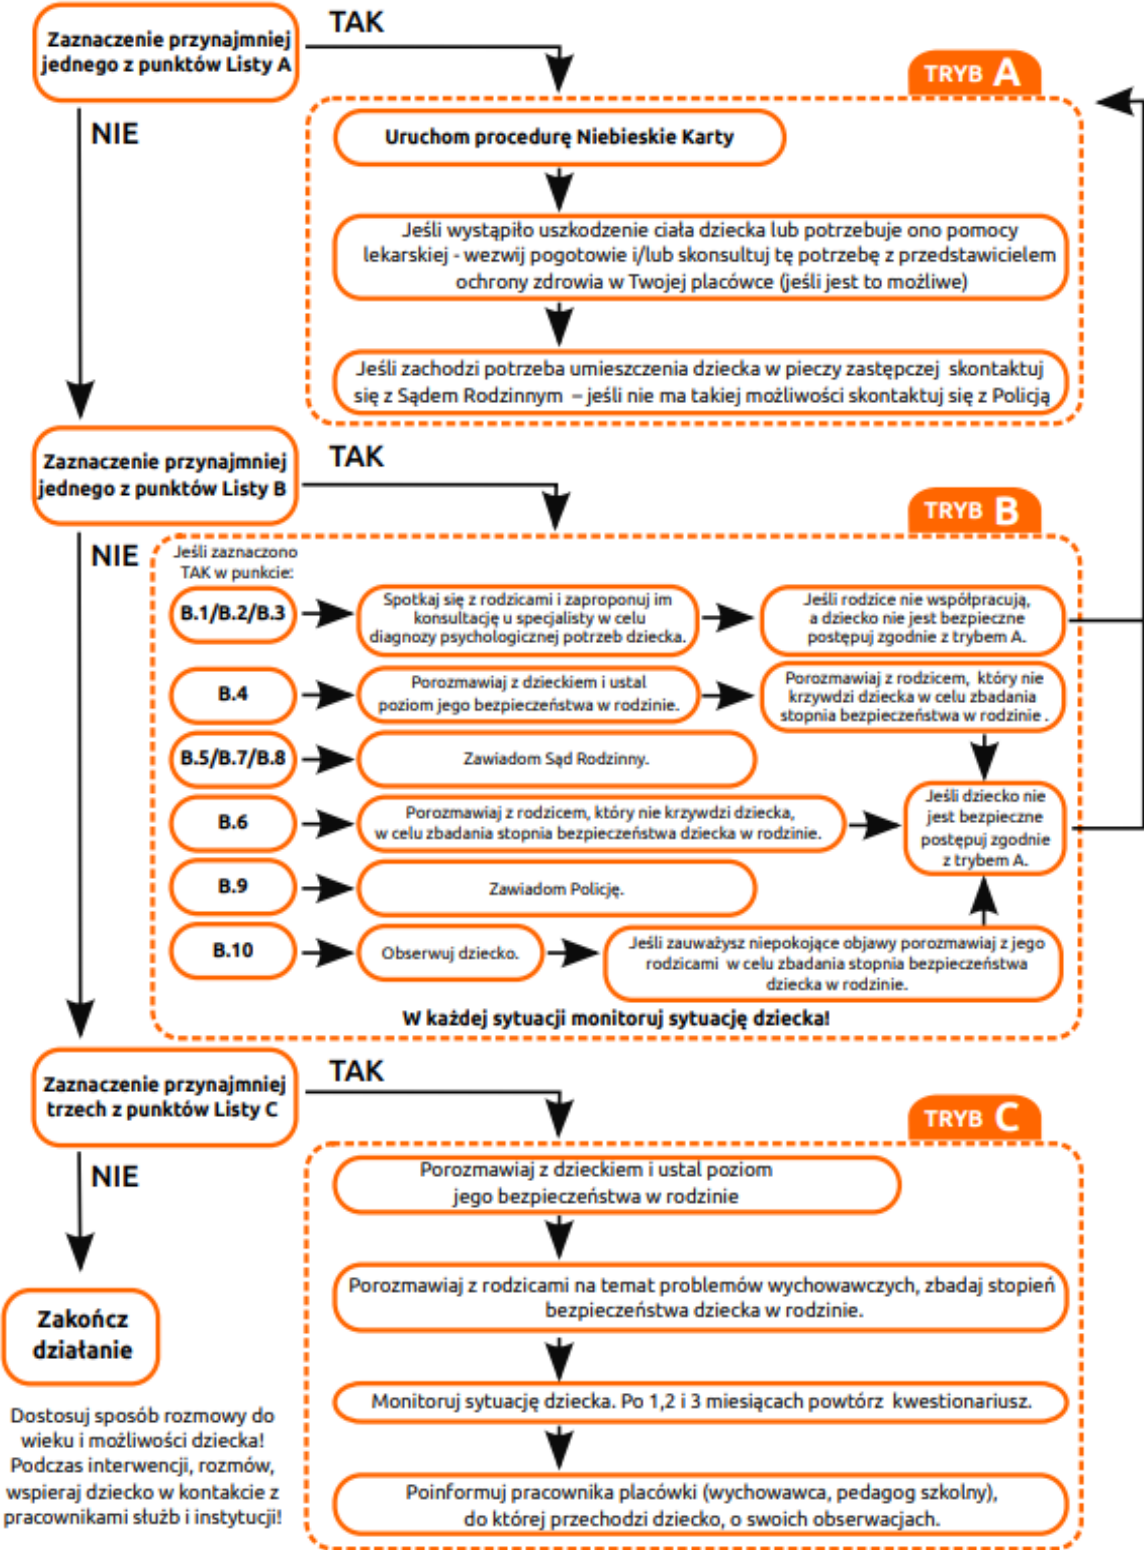 Zaznaczenie przynajmniej
jednego z punktów Listy A
TAK
NIE
TRYB A
Uruchom procedurę Niebieskie Karty
Jeśli wystąpiło uszkodzenie ciała dziecka lub potrzebuje ono pomocy
lekarskiej - wezwij pogotowie i/lub skonsultuj tę potrzebę z przedstawicielem
ochrony zdrowia w Twojej placówce (jeśli jest to możliwe)
Jeśli zachodzi potrzeba umieszczenia dziecka w pieczy zastępczej skontaktuj
się z Sądem Rodzinnym – jeśli nie ma takiej możliwości skontaktuj się z Policją
Zaznaczenie przynajmniej
jednego z punktów Listy B
TAK
NIE
TRYB B
Jeśli zaznaczono
TAK w punkcie:
B.1/B.2/B.3
Spotkaj się z rodzicami i zaproponuj im
konsultację u specjalisty w celu
diagnozy psychologicznej potrzeb dziecka.
Jeśli rodzice nie współpracują,
a dziecko nie jest bezpieczne
postępuj zgodnie z trybem A.
B.4
Porozmawiaj z dzieckiem i ustal
poziom jego bezpieczeństwa w rodzinie.
Porozmawiaj z rodzicem, który nie
krzywdzi dziecka w celu zbadania
stopnia bezpieczeństwa w rodzinie .
B.5/B.7/B.8
Zawiadom Sąd Rodzinny.
B.6
Porozmawiaj z rodzicem, który nie krzywdzi dziecka,
w celu zbadania stopnia bezpieczeństwa dziecka w rodzinie.
Jeśli dziecko nie
jest bezpieczne
postępuj zgodnie
z trybem A.
B.9
Zawiadom Policję.
B.10
Obserwuj dziecko.
Jeśli zauważysz niepokojące objawy porozmawiaj z jego
rodzicami w celu zbadania stopnia bezpieczeństwa
dziecka w rodzinie.
W każdej sytuacji monitoruj sytuację dziecka!
Zaznaczenie przynajmniej
trzech z punktów Listy C
TAK
NIE
TRYB C
Porozmawiaj z dzieckiem i ustal poziom
jego bezpieczeństwa w rodzinie
Porozmawiaj z rodzicami na temat problemów wychowawczych, zbadaj stopień
bezpieczeństwa dziecka w rodzinie.
Monitoruj sytuację dziecka. Po 1,2 i 3 miesiącach powtórz kwestionariusz.
Poinformuj pracownika placówki (wychowawca, pedagog szkolny),
do której przechodzi dziecko, o swoich obserwacjach.
Zakończ
działanie
Dostosuj sposób rozmowy do
wieku i możliwości dziecka!
Podczas interwencji, rozmów,
wspieraj dziecko w kontakcie z
pracownikami służb i instytucji!